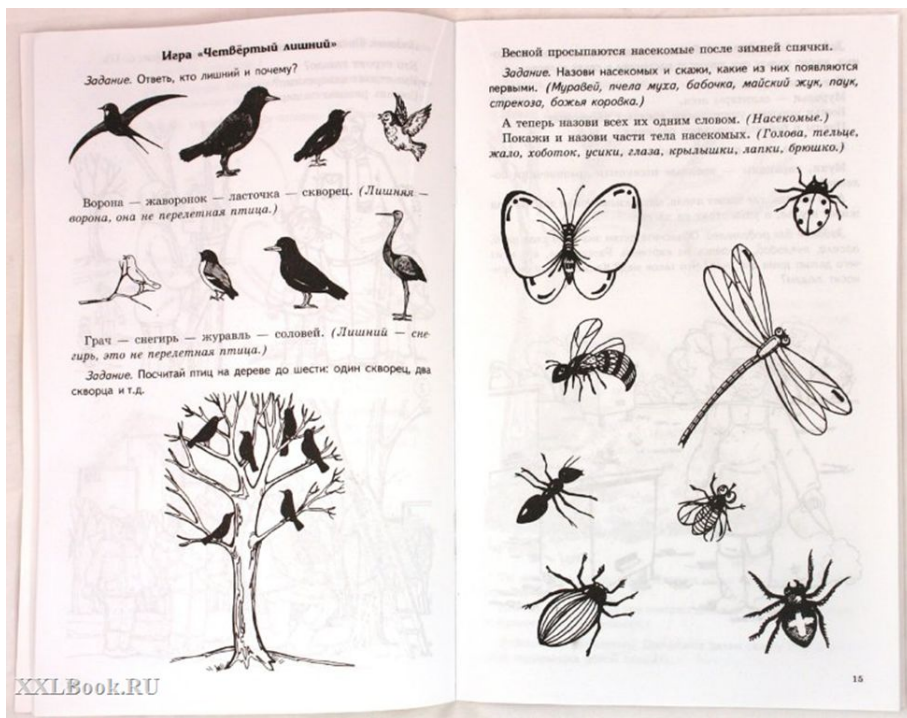 Игра «Четвёртый лишний»
Задание. Ответь, кто лишний и почему?
Ворона — жаворонок — ласточка — скворец. (Лишняя —
ворона, она не перелетная птица.)
Грач — снегирь — журавль — соловей. (Лишний — сне-
гирь, это не перелетная птица.)
Задание. Посчитай птиц на дереве до шести: один скворец, два
скворца и т.д.
XXLBook.RU
Весной просыпаются насекомые после зимней спячки.
Задание. Назови насекомых и скажи, какие из них появляются
первыми. (Муравей, пчела муха, бабочка, майский жук, паук,
стрекоза, божья коровка.)
А теперь назови всех их одним словом. (Насекомые.)
Покажи и назови части тела насекомых. (Голова, тельце,
жало, хоботок, усики, глаза, крылышки, лапки, брюшко.)
15